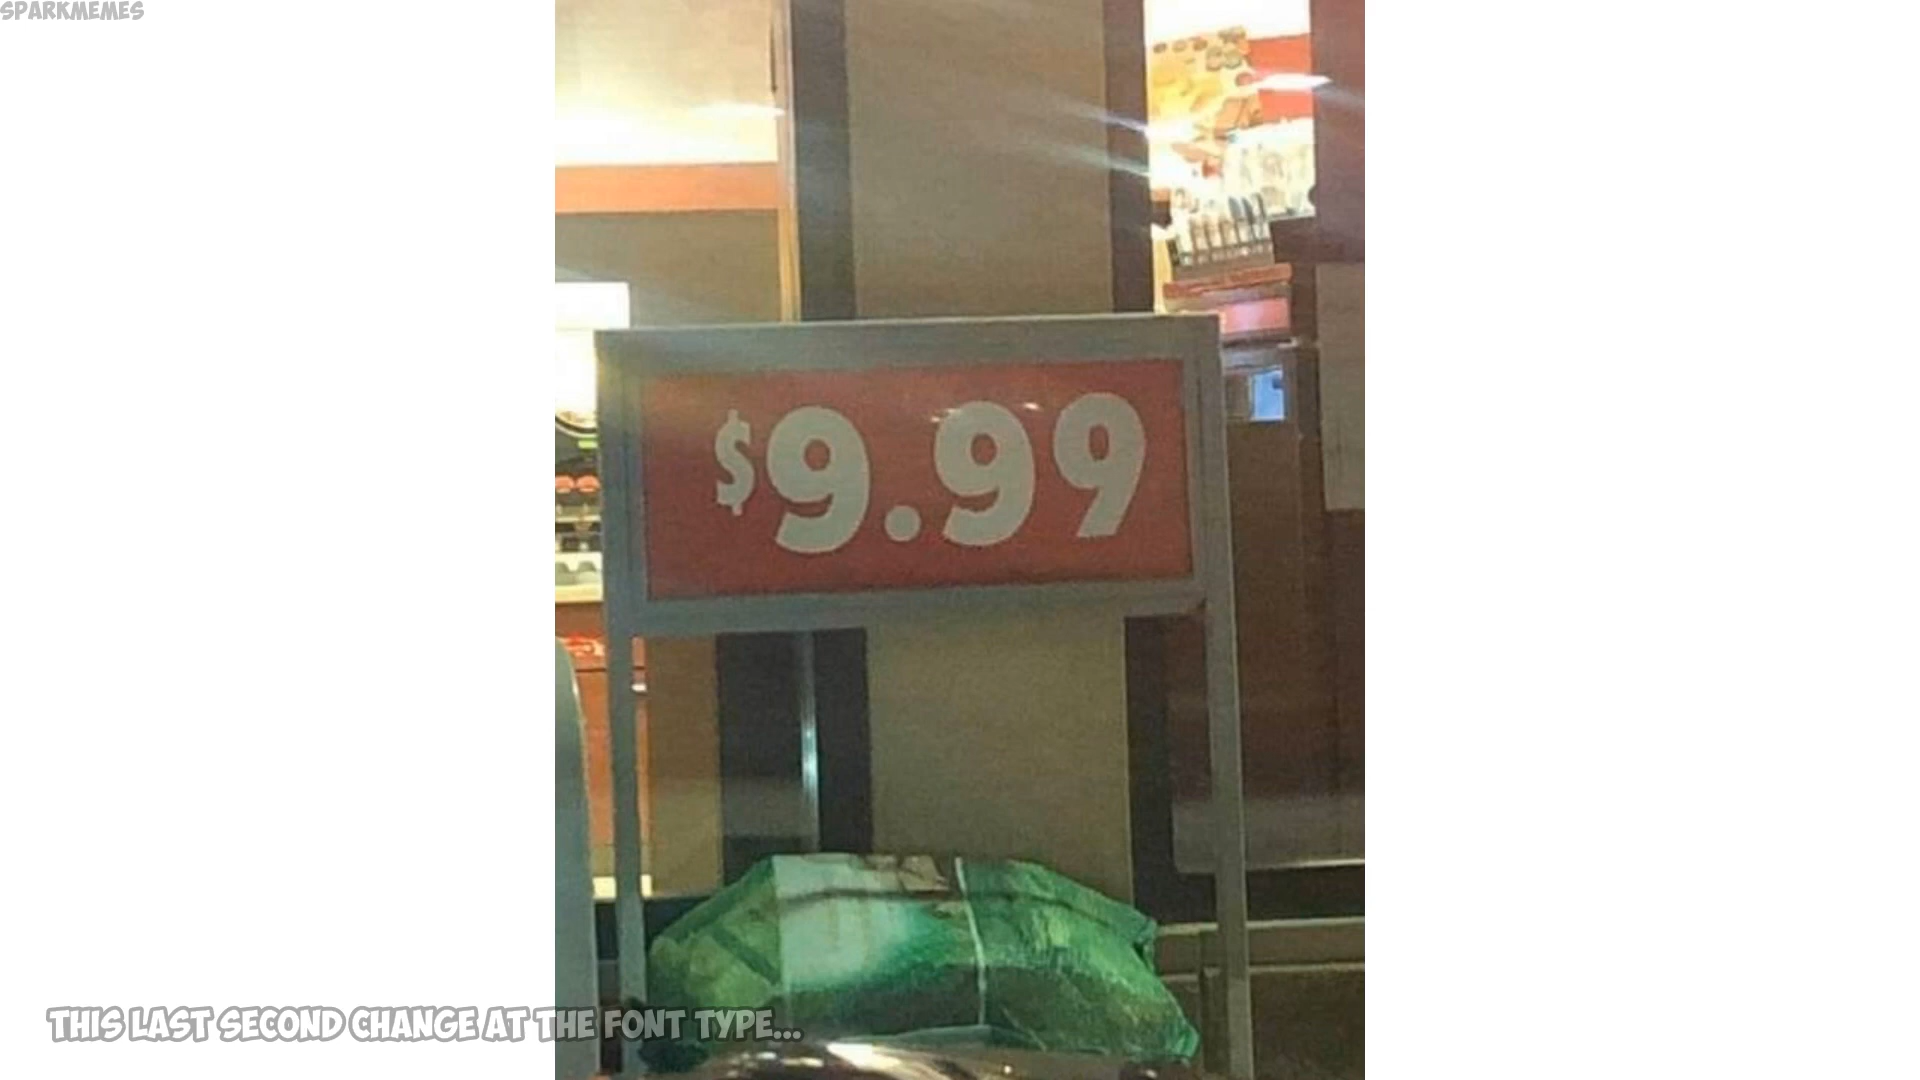 SPARKMEMES
$9.99
THIS LAST SECOND CHANGE AT THE FONT TYPE...